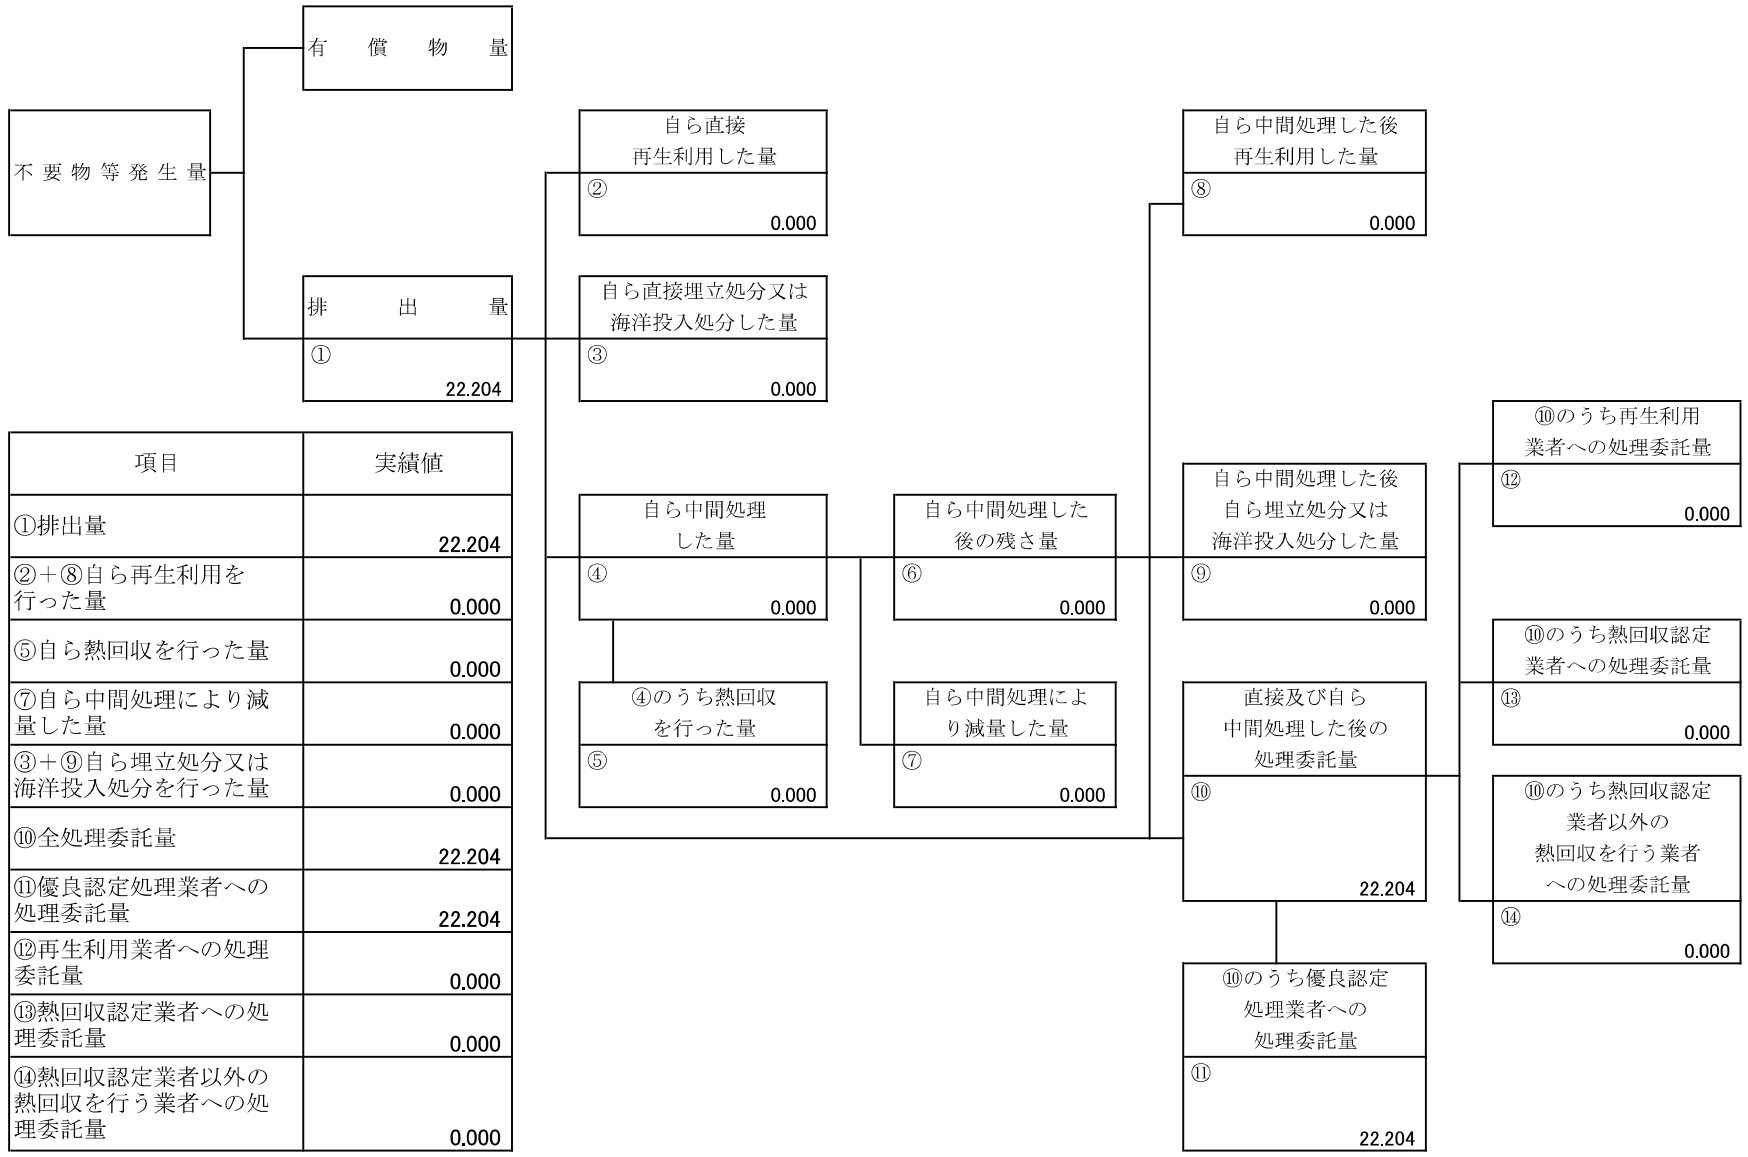 有償物量
不要物等発生量
排出量
①
22.204
自ら直接
再生利用した量
②
0.000
自ら直接埋立処分又は
海洋投入処分した量
③
0.000
自ら中間処理した後
再生利用した量
⑧
0.000
項目 実績値
①排出量
22.204
②＋⑧自ら再生利用を
行った量
0.000
⑤自ら熱回収を行った量
0.000
⑦自ら中間処理により減
量した量
0.000
③＋⑨自ら埋立処分又は
海洋投入処分を行った量
0.000
⑩全処理委託量
22.204
⑪優良認定処理業者への
処理委託量
22.204
⑫再生利用業者への処理
委託量
0.000
⑬熱回収認定業者への処
理委託量
0.000
⑭熱回収認定業者以外の
熱回収を行う業者への処
理委託量
0.000
自ら中間処理
した量
④
0.000
④のうち熱回収
を行った量
⑤
0.000
自ら中間処理した
後の残さ量
⑥
0.000
自ら中間処理によ
り減量した量
⑦
0.000
自ら中間処理した後
自ら埋立処分又は
海洋投入処分した量
⑨
0.000
直接及び自ら
中間処理した後の
処理委託量
⑩
22.204
⑩のうち優良認定
処理業者への
処理委託量
⑪
22.204
⑩のうち再生利用
業者への処理委託量
⑫
0.000
⑩のうち熱回収認定
業者への処理委託量
⑬
0.000
⑩のうち熱回収認定
業者以外の
熱回収を行う業者
への処理委託量
⑭
0.000